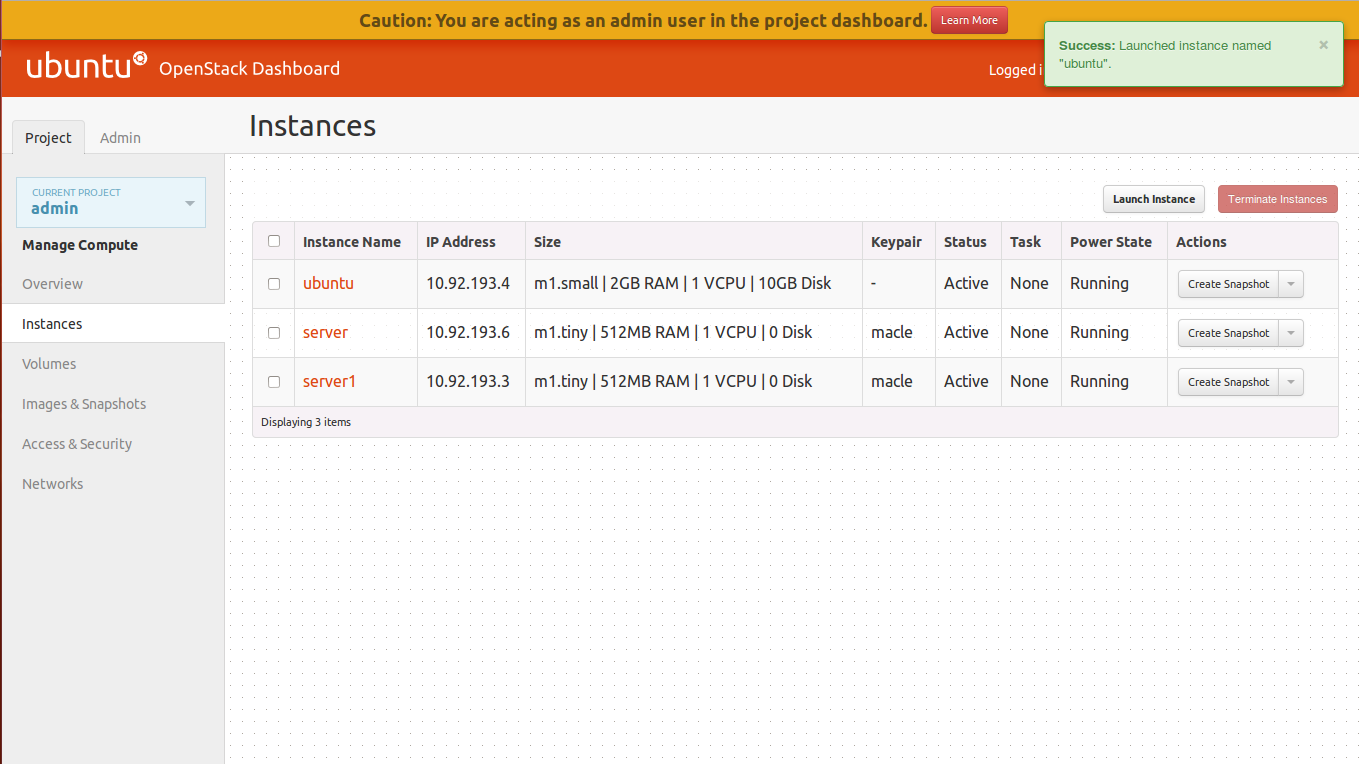 Caution: You are acting as an admin user in the project dashboard. Learn More
Success: Launched instance named
"ubuntu".
×
ubuntu OpenStack Dashboard
Logged
Project Admin
Instances
CURRENT PROJECT
admin
Manage Compute
Overview
Instances
Volumes
Images & Snapshots
Access & Security
Networks
Launch Instance Terminate Instances
Instance Name IP Address Size Keypair Status Task Power State Actions
ubuntu 10.92.193.4 m1.small | 2GB RAM | 1 VCPU | 10GB Disk - Active None Running Create Snapshot
server 10.92.193.6 m1.tiny | 512MB RAM | 1 VCPU | 0 Disk macle Active None Running Create Snapshot
server1 10.92.193.3 m1.tiny | 512MB RAM | 1 VCPU | 0 Disk macle Active None Running Create Snapshot
Displaying 3 items